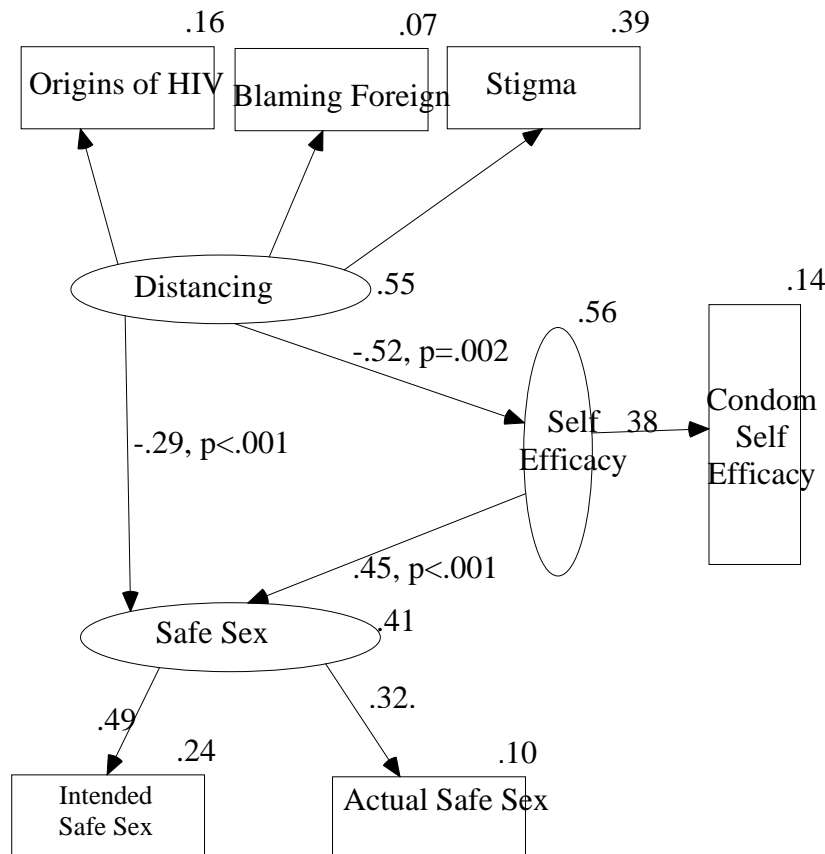 .16
.07
.39
Origins of HIV
Blaming Foreign
Stigma
Distancing
.55
.14
.56
-.52, p=.002
Self
Efficacy
.38
Condom
Self
Efficacy
-.29, p<.001
.45, p<.001
Safe Sex
.41
.49
.32.
.24
.10
Intended
Safe Sex
Actual Safe Sex